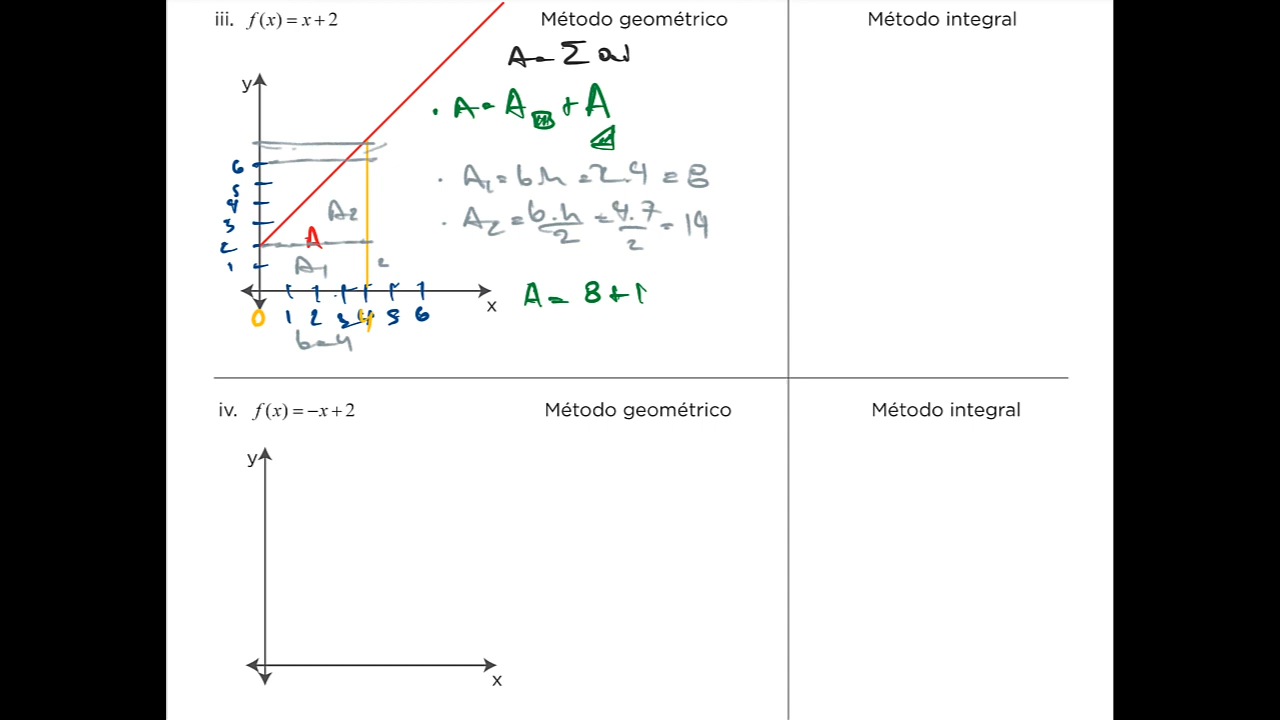 iii. f(x) = x + 2 Método geométrico Método integral
A = Σ
y
· A = A + A
6
5
4
3
2
1
· A1 = b.h = 2.4 = 8
· A2 = b.h/2 = 4.7/2 = 14
A2
A
A1
2
A = 8 + 1
x
0 1 2 3 4 5 6
b = 4
iv. f(x) = −x + 2 Método geométrico Método integral
y
x